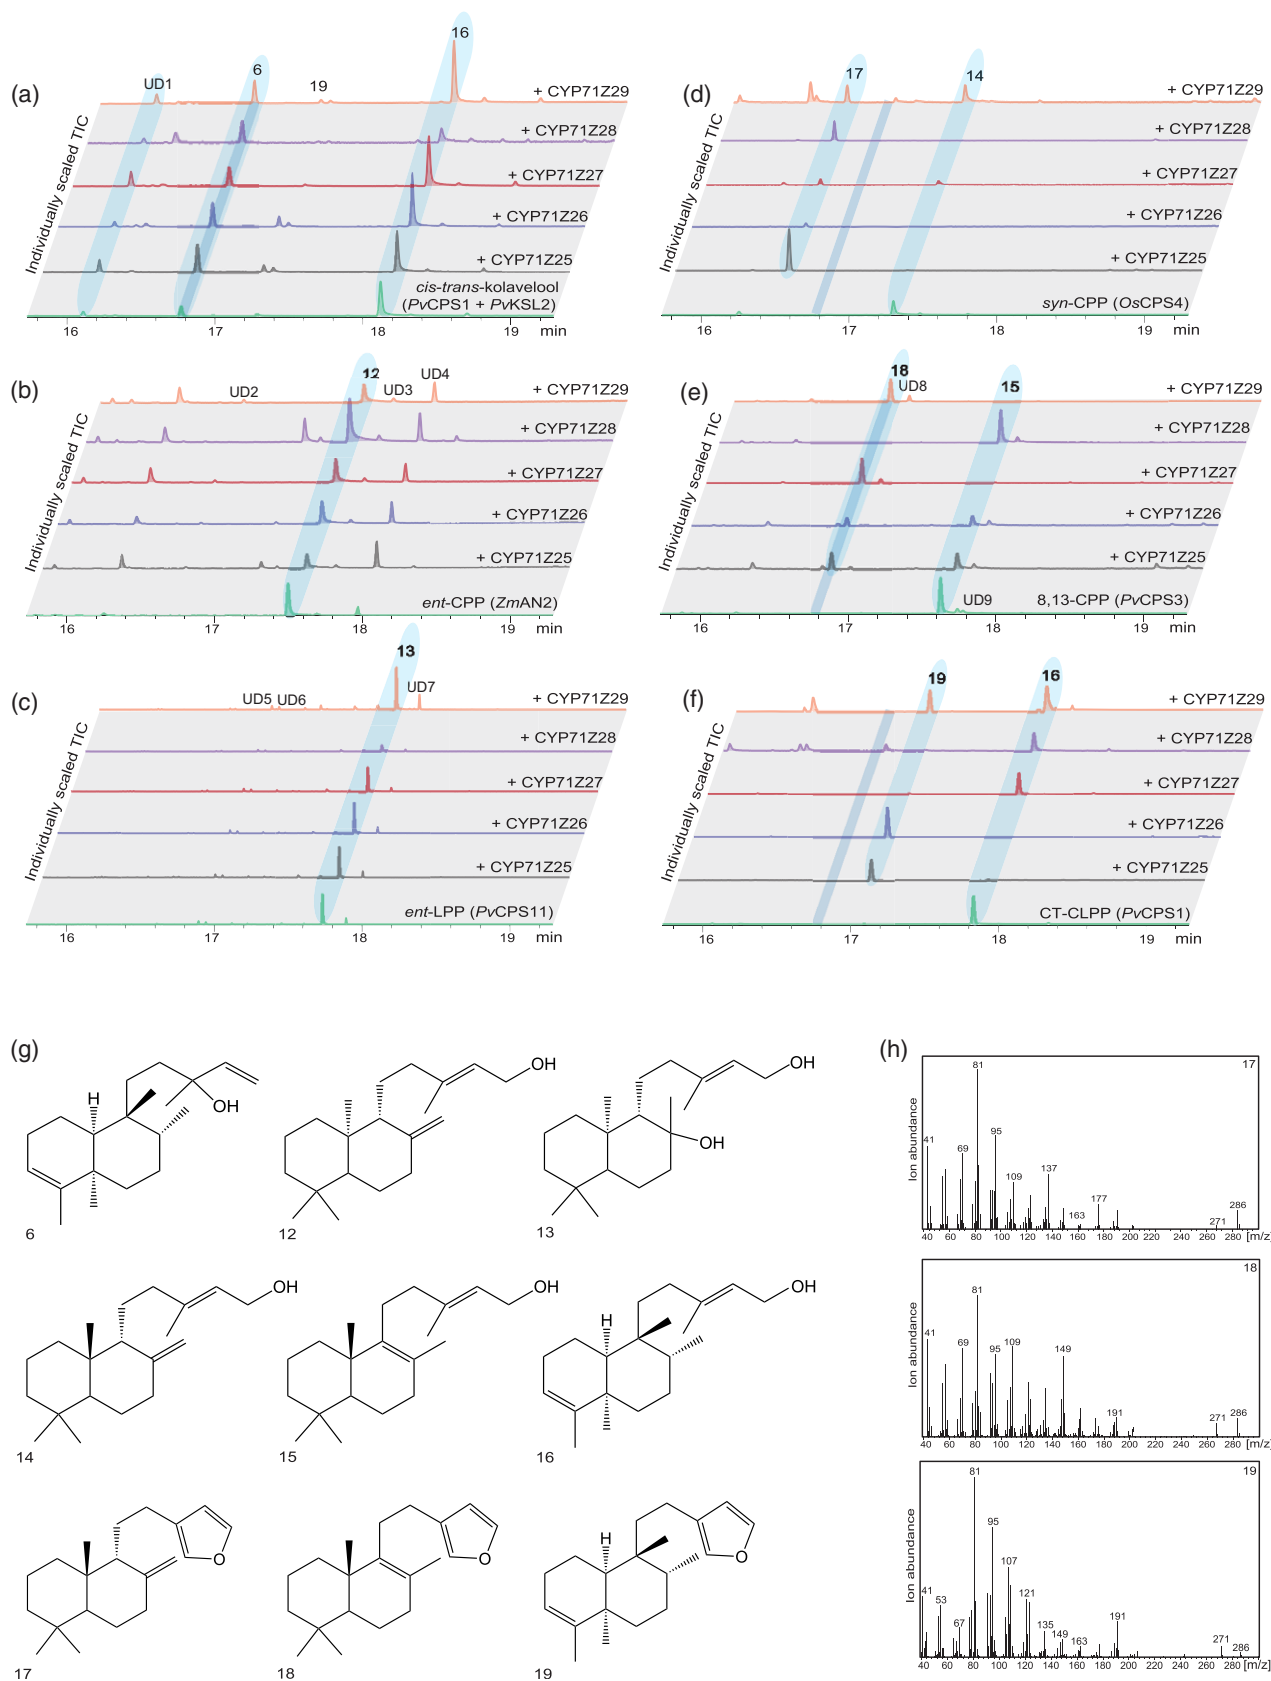 (a)
Individually scaled TIC
UD1
6
19
16
+ CYP71Z29
+ CYP71Z28
+ CYP71Z27
+ CYP71Z26
+ CYP71Z25
cis-trans-kolavelool
(PvCPS1 + PvKSL2)
16 17 18 19 min
(b)
Individually scaled TIC
UD2
12
UD3
UD4
+ CYP71Z29
+ CYP71Z28
+ CYP71Z27
+ CYP71Z26
+ CYP71Z25
ent-CPP (ZmAN2)
16 17 18 19 min
(c)
Individually scaled TIC
UD5 UD6
13
UD7
+ CYP71Z29
+ CYP71Z28
+ CYP71Z27
+ CYP71Z26
+ CYP71Z25
ent-LPP (PvCPS11)
16 17 18 19 min
(d)
Individually scaled TIC
17
14
+ CYP71Z29
+ CYP71Z28
+ CYP71Z27
+ CYP71Z26
+ CYP71Z25
syn-CPP (OsCPS4)
16 17 18 19 min
(e)
Individually scaled TIC
18
UD8
15
+ CYP71Z29
+ CYP71Z28
+ CYP71Z27
+ CYP71Z26
+ CYP71Z25
UD9
8,13-CPP (PvCPS3)
16 17 18 19 min
(f)
Individually scaled TIC
19
16
+ CYP71Z29
+ CYP71Z28
+ CYP71Z27
+ CYP71Z26
+ CYP71Z25
CT-CLPP (PvCPS1)
16 17 18 19 min
(g)
H
OH
6
OH
12
OH
OH
13
OH
14
OH
15
H
OH
16
O
17
O
18
H
O
19
(h)
17
Ion abundance
41 69 81 95 109 137 163 177 271 286
40 60 80 100 120 140 160 180 200 220 240 260 280 [m/z]
18
Ion abundance
41 69 81 95 109 149 191 271 286
40 60 80 100 120 140 160 180 200 220 240 260 280 [m/z]
19
Ion abundance
41 53 67 81 95 107 121 135 149 163 191 271 286
40 60 80 100 120 140 160 180 200 220 240 260 280 [m/z]